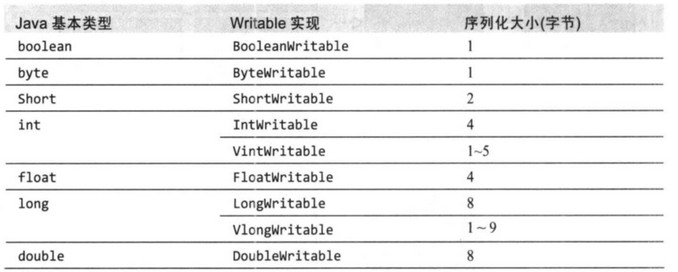 Java 基本类型 Writable 实现 序列化大小(字节)
boolean BooleanWritable 1
byte ByteWritable 1
Short ShortWritable 2
int IntWritable 4
VintWritable 1~5
float FloatWritable 4
long LongWritable 8
VlongWritable 1~9
double DoubleWritable 8